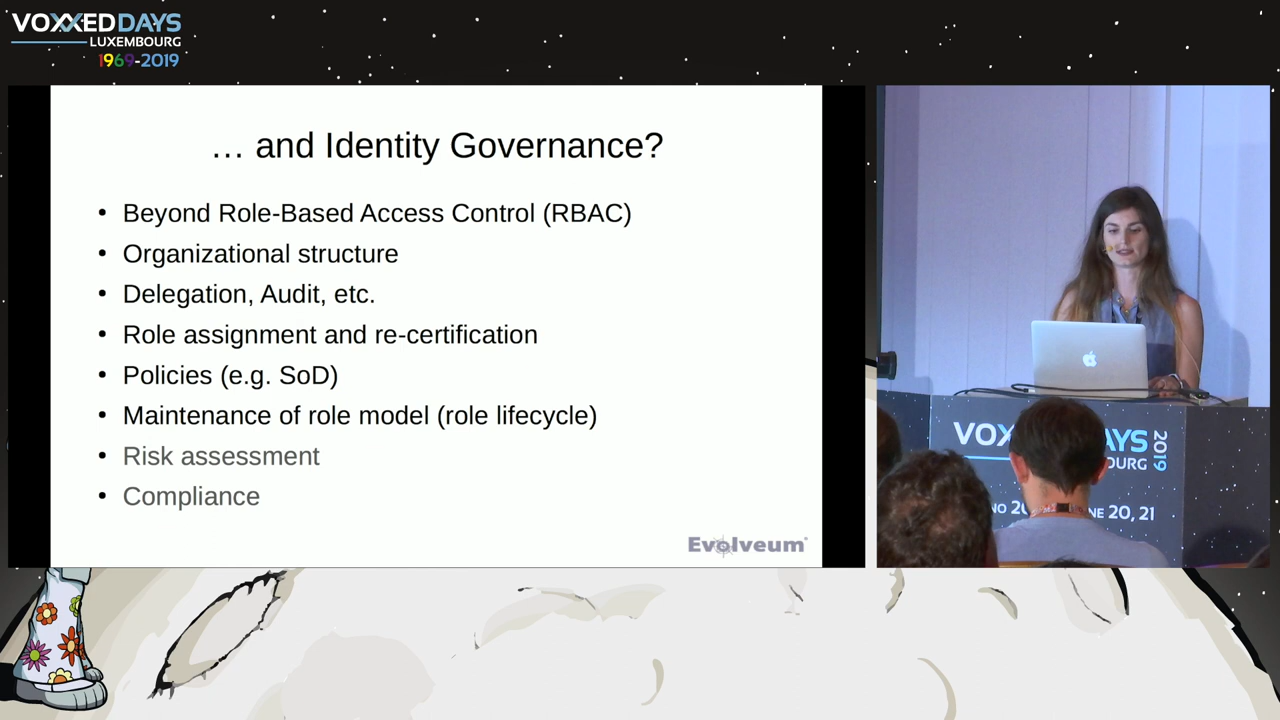 VOXXEDDAYS
LUXEMBOURG
1969-2019
… and Identity Governance?
• Beyond Role-Based Access Control (RBAC)
• Organizational structure
• Delegation, Audit, etc.
• Role assignment and re-certification
• Policies (e.g. SoD)
• Maintenance of role model (role lifecycle)
• Risk assessment
• Compliance
Evolveum
VOX AYS 2019
OURG
20, 21